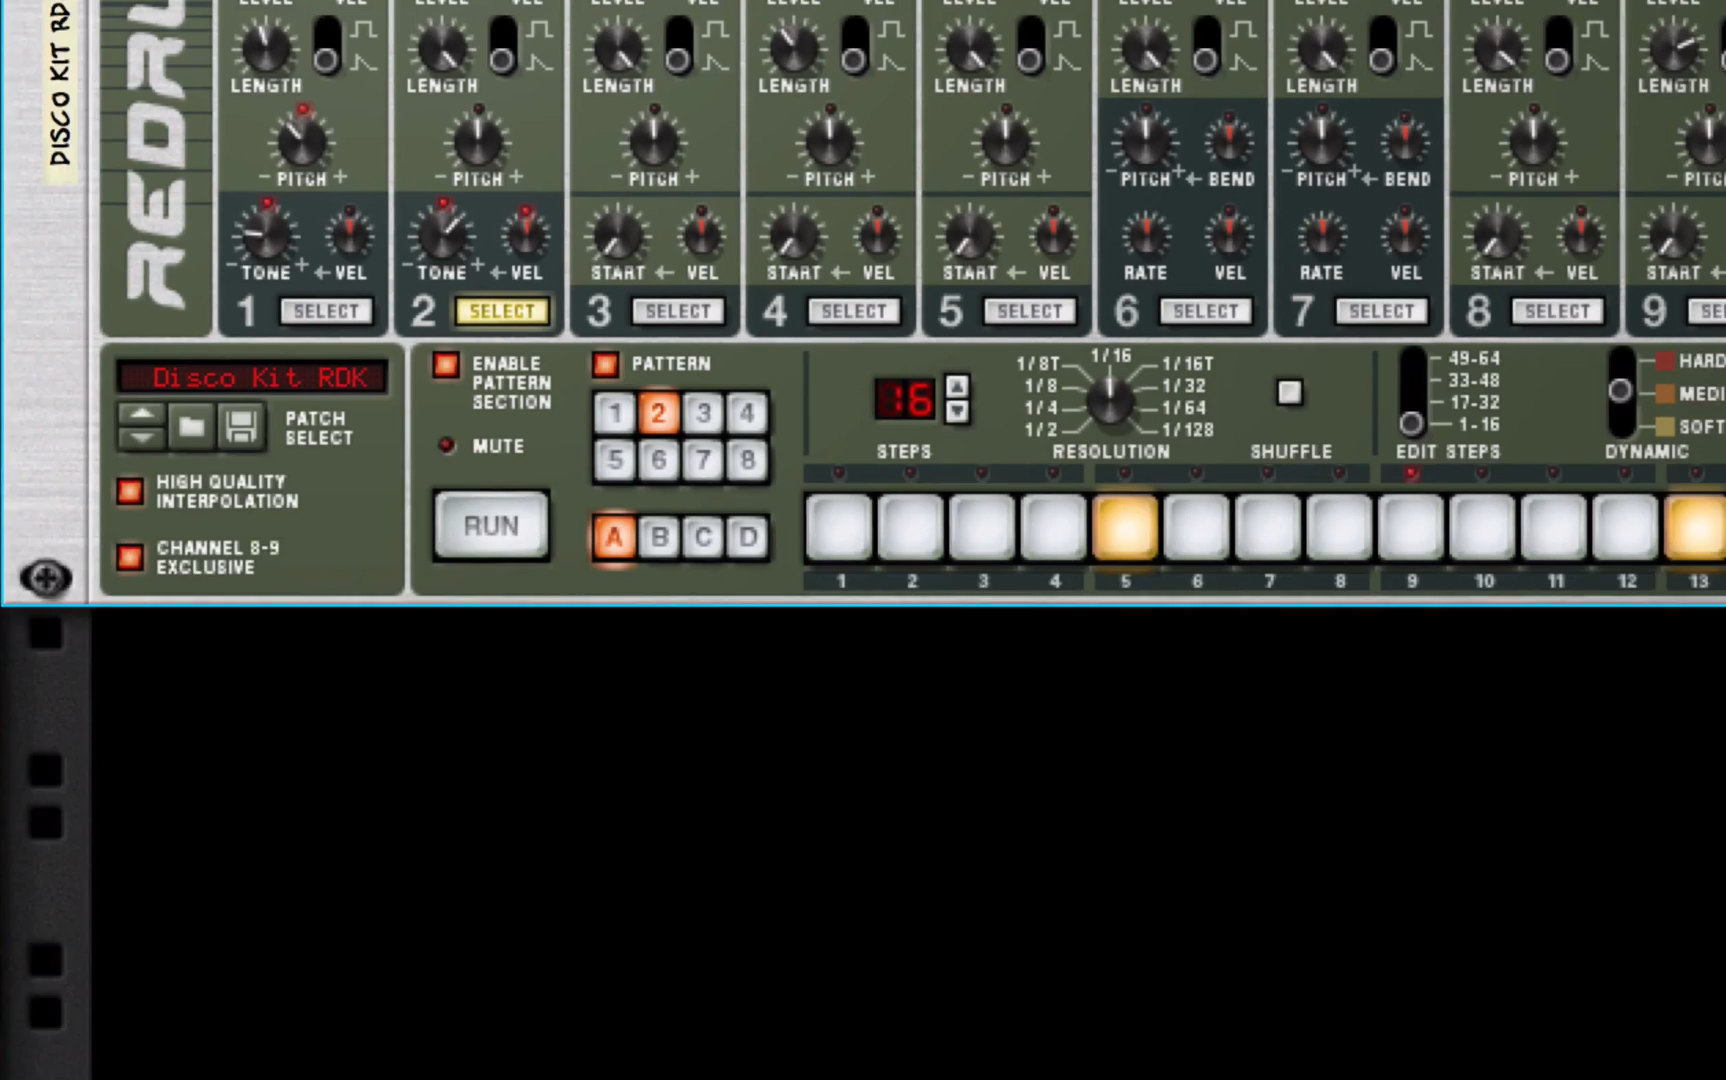 DISCO KIT RD
LENGTH LENGTH LENGTH LENGTH LENGTH LENGTH LENGTH LENGTH LENGTH
- PITCH + - PITCH + - PITCH + - PITCH + - PITCH + - PITCH + ← BEND - PITCH + ← BEND - PITCH +
- TONE + ← VEL - TONE + ← VEL START ← VEL START ← VEL START ← VEL RATE VEL RATE VEL START ← VEL START ←
1 SELECT 2 SELECT 3 SELECT 4 SELECT 5 SELECT 6 SELECT 7 SELECT 8 SELECT 9
Disco Kit RDK
PATCH
SELECT
HIGH QUALITY
INTERPOLATION
CHANNEL 8-9
EXCLUSIVE
ENABLE
PATTERN
SECTION
MUTE
RUN
PATTERN
1 2 3 4
5 6 7 8
A B C D
16
STEPS
1/16
1/8T 1/16T
1/8 1/32
1/4 1/64
1/2 1/128
RESOLUTION
SHUFFLE
49-64
33-48
17-32
1-16
EDIT STEPS
HARD
MEDI
SOFT
DYNAMIC
1 2 3 4 5 6 7 8 9 10 11 12 13